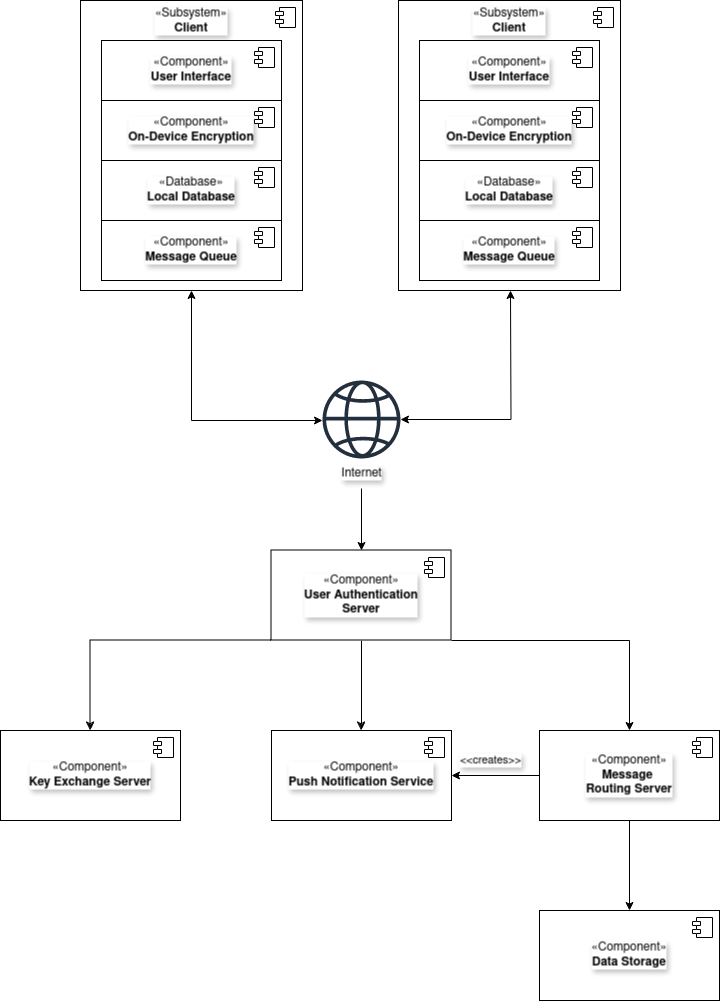 «Subsystem»
Client
«Component»
User Interface
«Component»
On-Device Encryption
«Database»
Local Database
«Component»
Message Queue
«Subsystem»
Client
«Component»
User Interface
«Component»
On-Device Encryption
«Database»
Local Database
«Component»
Message Queue
Internet
«Component»
User Authentication
Server
«Component»
Key Exchange Server
«Component»
Push Notification Service
<<creates>>
«Component»
Message
Routing Server
«Component»
Data Storage